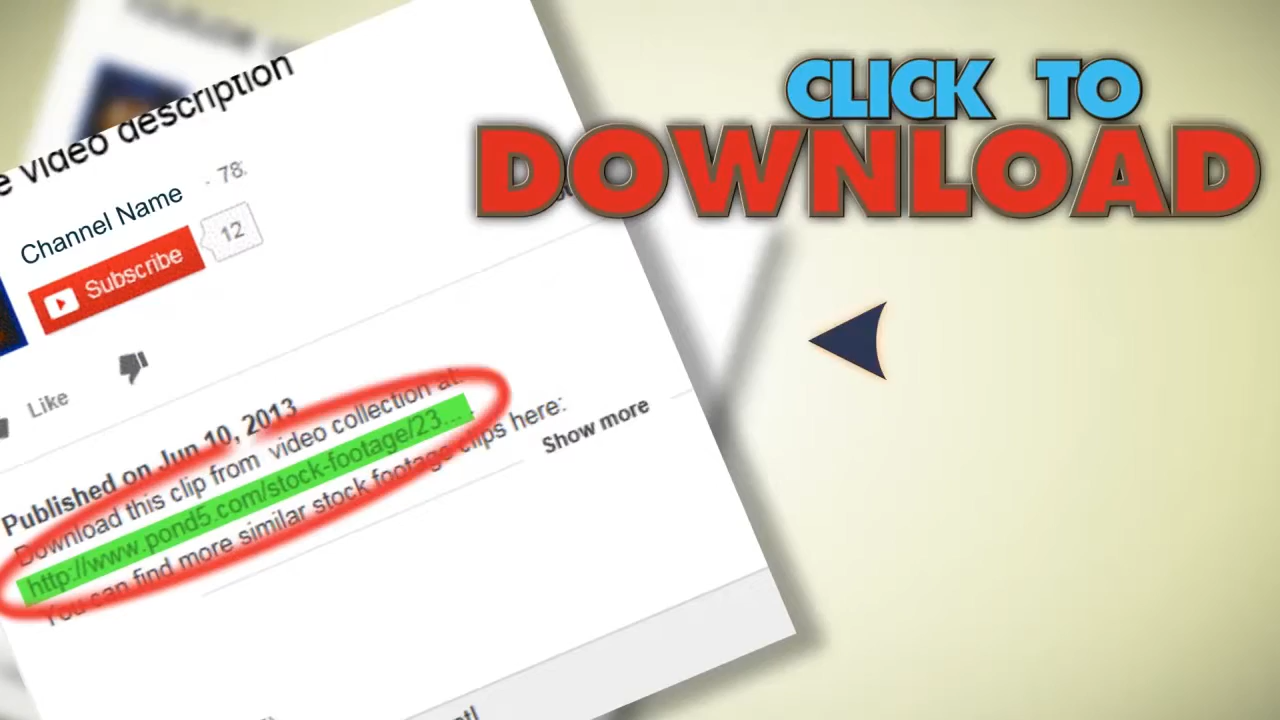 CLICK TO
DOWNLOAD
video description
Channel Name
78
Subscribe
12
Like
Published on Jun 10, 2013
Download this clip from video collection at:
http://www.pond5.com/stock-footage/23...
You can find more similar stock footage clips here:
Show more